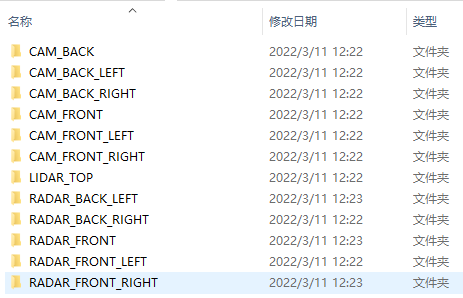 名称 修改日期 类型
CAM_BACK 2022/3/11 12:22 文件夹
CAM_BACK_LEFT 2022/3/11 12:22 文件夹
CAM_BACK_RIGHT 2022/3/11 12:22 文件夹
CAM_FRONT 2022/3/11 12:22 文件夹
CAM_FRONT_LEFT 2022/3/11 12:22 文件夹
CAM_FRONT_RIGHT 2022/3/11 12:22 文件夹
LIDAR_TOP 2022/3/11 12:22 文件夹
RADAR_BACK_LEFT 2022/3/11 12:23 文件夹
RADAR_BACK_RIGHT 2022/3/11 12:22 文件夹
RADAR_FRONT 2022/3/11 12:23 文件夹
RADAR_FRONT_LEFT 2022/3/11 12:22 文件夹
RADAR_FRONT_RIGHT 2022/3/11 12:23 文件夹